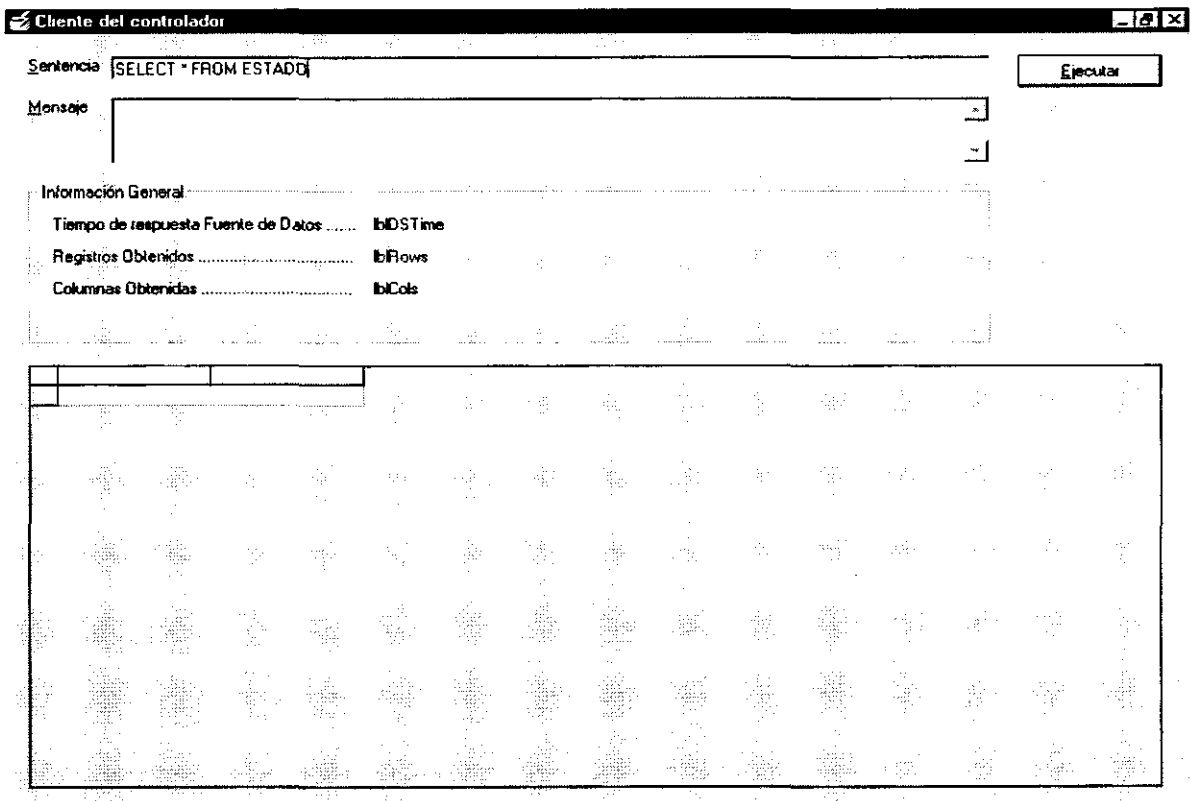 Cliente del controlador
Sentencia SELECT * FROM ESTADO Ejecutar
Mensaje
Información General
Tiempo de respuesta Fuente de Datos ...... lblDSTime
Registros Obtenidos ................................ lblRows
Columnas Obtenidas ............................... lblCols